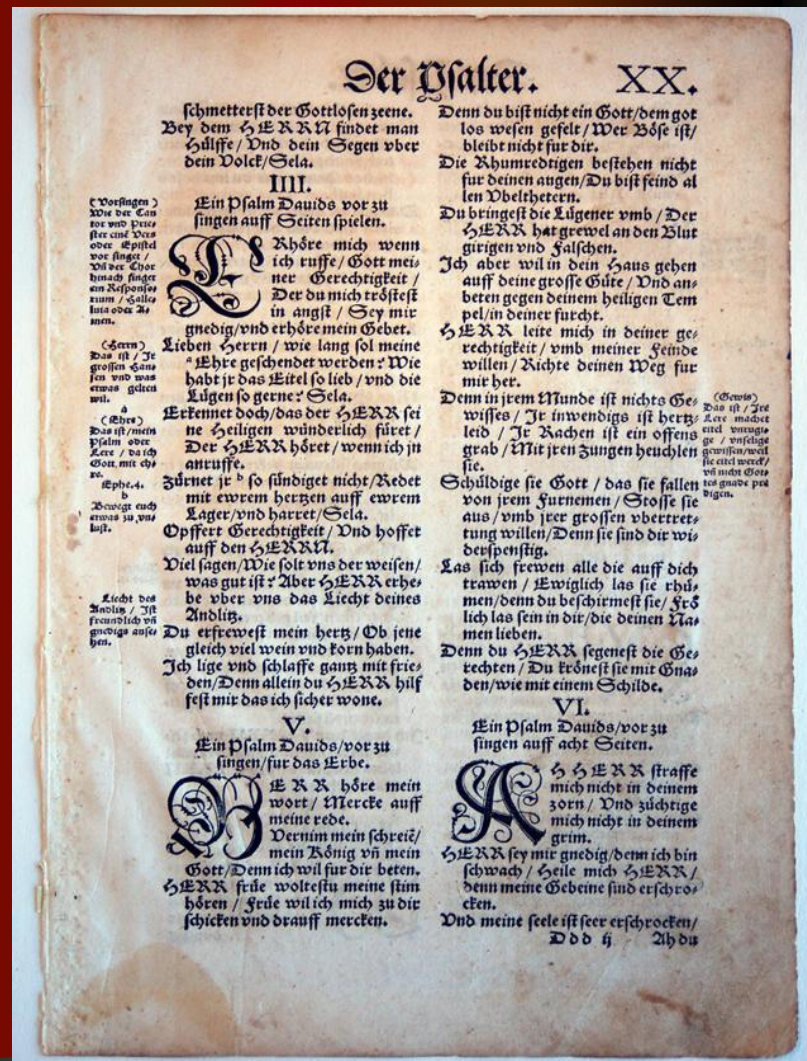 Der Psalter. XX.
schmetterst der Gottlosen zeene.
Bey dem HERRN findet man
Hülffe / Vnd dein Segen vber
dein Volck/Sela.
IIII.
Ein Psalm Dauids vor zu
singen auff Seiten spielen.
ERhöre mich wenn
ich ruffe / Gott mei-
ner Gerechtigkeit /
Der du mich tröstest
in angst / Sey mir
gnedig/vnd erhöre mein Gebet.
Lieben Herrn / wie lang sol meine
a Ehre geschendet werden? Wie
habt jr das Eitel so lieb / vnd die
Lügen so gerne? Sela.
Erkennet doch/das der HERR sei
ne Heiligen wünderlich füret /
Der HERR höret / wenn ich jn
anruffe.
Zürnet jr b so sündiget nicht/Redet
mit ewrem hertzen auff ewrem
Lager/vnd harret/Sela.
Opffert Gerechtigkeit / Vnd hoffet
auff den HERRN.
Viel sagen/Wie solt vns der weisen/
was gut ist? Aber HERR erhe-
be vber vns das Liecht deines
Andlitz.
Du erfrewest mein hertz / Ob jene
gleich viel wein vnd korn haben.
Ich lige vnd schlaffe gantz mit frie-
den/Denn allein du HERR hilf
fest mir das ich sicher wone.
V.
Ein Psalm Dauids/vor zu
singen/fur das Erbe.
HERR höre mein
wort / Mercke auff
meine rede.
Vernim mein schreiẽ/
mein König vñ mein
Gott/Denn ich wil fur dir beten.
HERR früe woltestu meine stim
hören / Früe wil ich mich zu dir
schicken vnd drauff mercken.
(Vorsingen)
Wie der Can
tor vnd Pries
ster einẽ Vers
oder Epistel
vor singet /
Vñ der Chor
hinach singet
ein Responso-
rium / Halle-
luia oder A-
men.
(Herrn)
Das ist / Jr
grossen Han-
sen vnd was
etwas gelten
wil.
a
(Ehre)
Das ist/mein
Psalm oder
Lere / da ich
Gott mit eh-
re.
Ephe.4.
b
Bewegt euch
etwas zu vn-
lust.
Liecht des
Andlitz / Ist
freundlich vñ
gnedigs anse-
hen.
Denn du bist nicht ein Gott/dem got
los wesen gefelt / Wer Böse ist/
bleibt nicht fur dir.
Die Rhumredtigen bestehen nicht
fur deinen augen/Du bist feind al
len Vbelthetern.
Du bringest die Lügener vmb / Der
HERR hat grewel an den Blut
girigen vnd Falschen.
Ich aber wil in dein Haus gehen
auff deine grosse Güte / Vnd an-
beten gegen deinem heiligen Tem
pel/in deiner furcht.
HERR leite mich in deiner ge-
rechtigkeit / vmb meiner Feinde
willen / Richte deinen Weg fur
mir her.
Denn in jrem Munde ist nichts Ge-
wisses / Jr inwendigs ist hertz-
leid / Jr Rachen ist ein offens
grab / Mit jren zungen heuchlen
sie.
Schüldige sie Gott / das sie fallen
von jrem Furnemen / Stosse sie
aus / vmb jrer grossen vbertret-
tung willen/Denn sie sind dir wi-
derspenstig.
Las sich frewen alle die auff dich
trawen / Ewiglich las sie rhü-
men/denn du beschirmest sie/ Frö
lich las sein in dir/die deinen Na-
men lieben.
Denn du HERR segenest die Ge-
rechten / Du krönest sie mit Gna-
den/wie mit einem Schilde.
VI.
Ein Psalm Dauids/vor zu
singen auff acht Seiten.
AH HERR straffe
mich nicht in deinem
zorn / Vnd züchtige
mich nicht in deinem
grim.
HERR sey mir gnedig/denn ich bin
schwach / Heile mich HERR/
denn meine Gebeine sind erschro-
cken.
Vnd meine seele ist seer erschrocken/
Ddd ij Ah du
(Gewis)
Das ist / Jre
Lere machet
eitel vnrugi-
ge / vnselige
gewissen/weil
sie eitel werck/
vñ nicht Got-
tes gnade pre
digen.